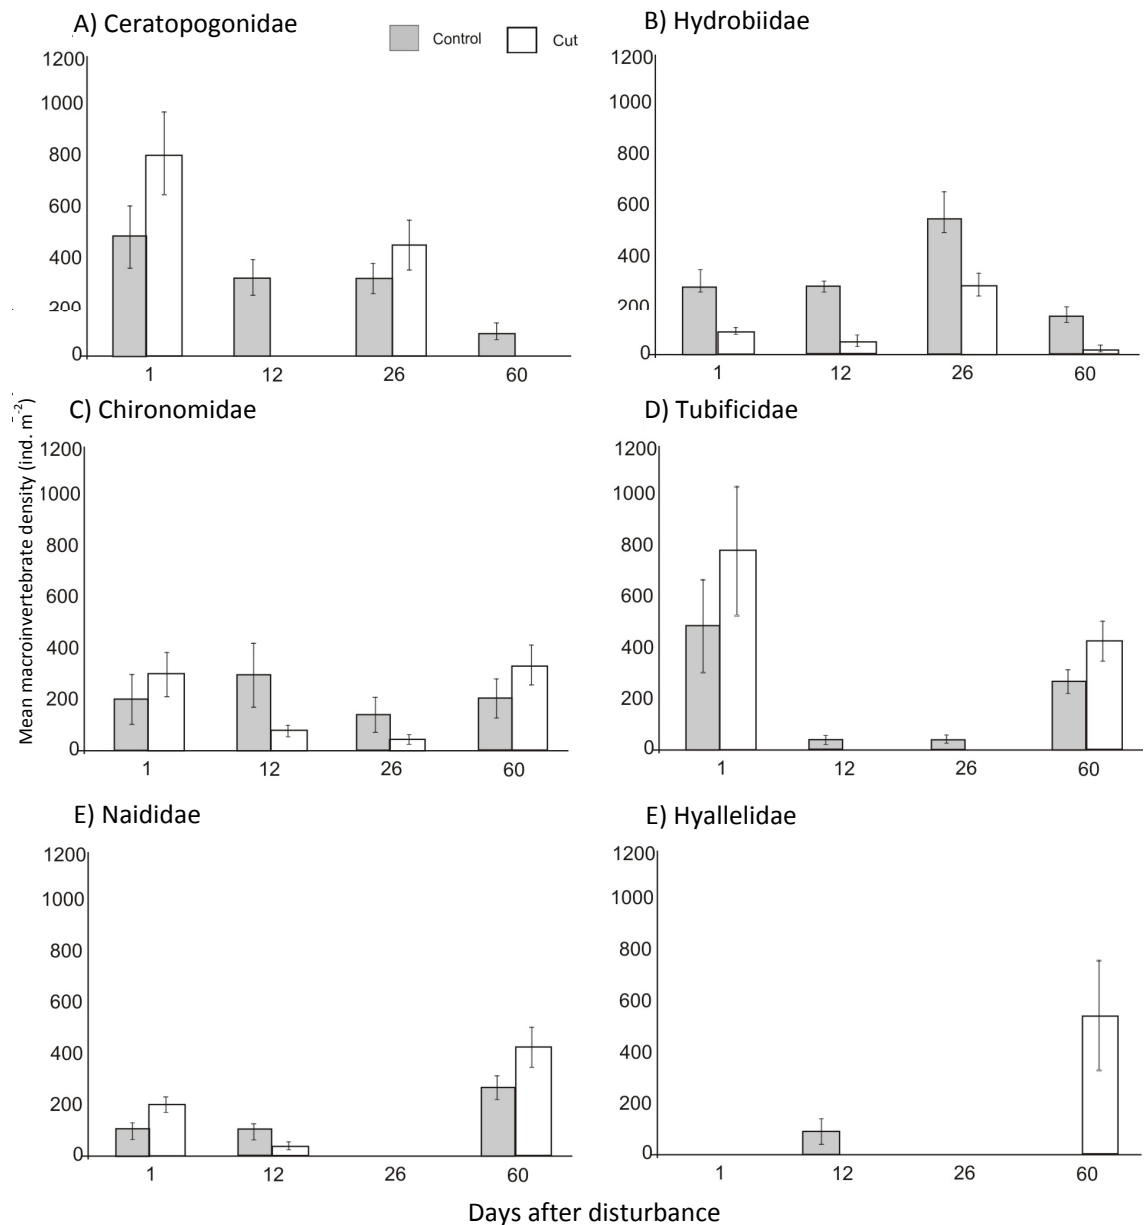 A) Ceratopogonidae
Control
Cut
1200
1000
800
600
400
200
0
1 12 26 60
B) Hydrobiidae
1200
1000
800
600
400
200
0
1 12 26 60
Mean macroinvertebrate density (ind. m-2)
C) Chironomidae
1200
1000
800
600
400
200
0
1 12 26 60
D) Tubificidae
1200
1000
800
600
400
200
0
1 12 26 60
E) Naididae
1200
1000
800
600
400
200
0
1 12 26 60
E) Hyallelidae
1200
1000
800
600
400
200
0
1 12 26 60
Days after disturbance